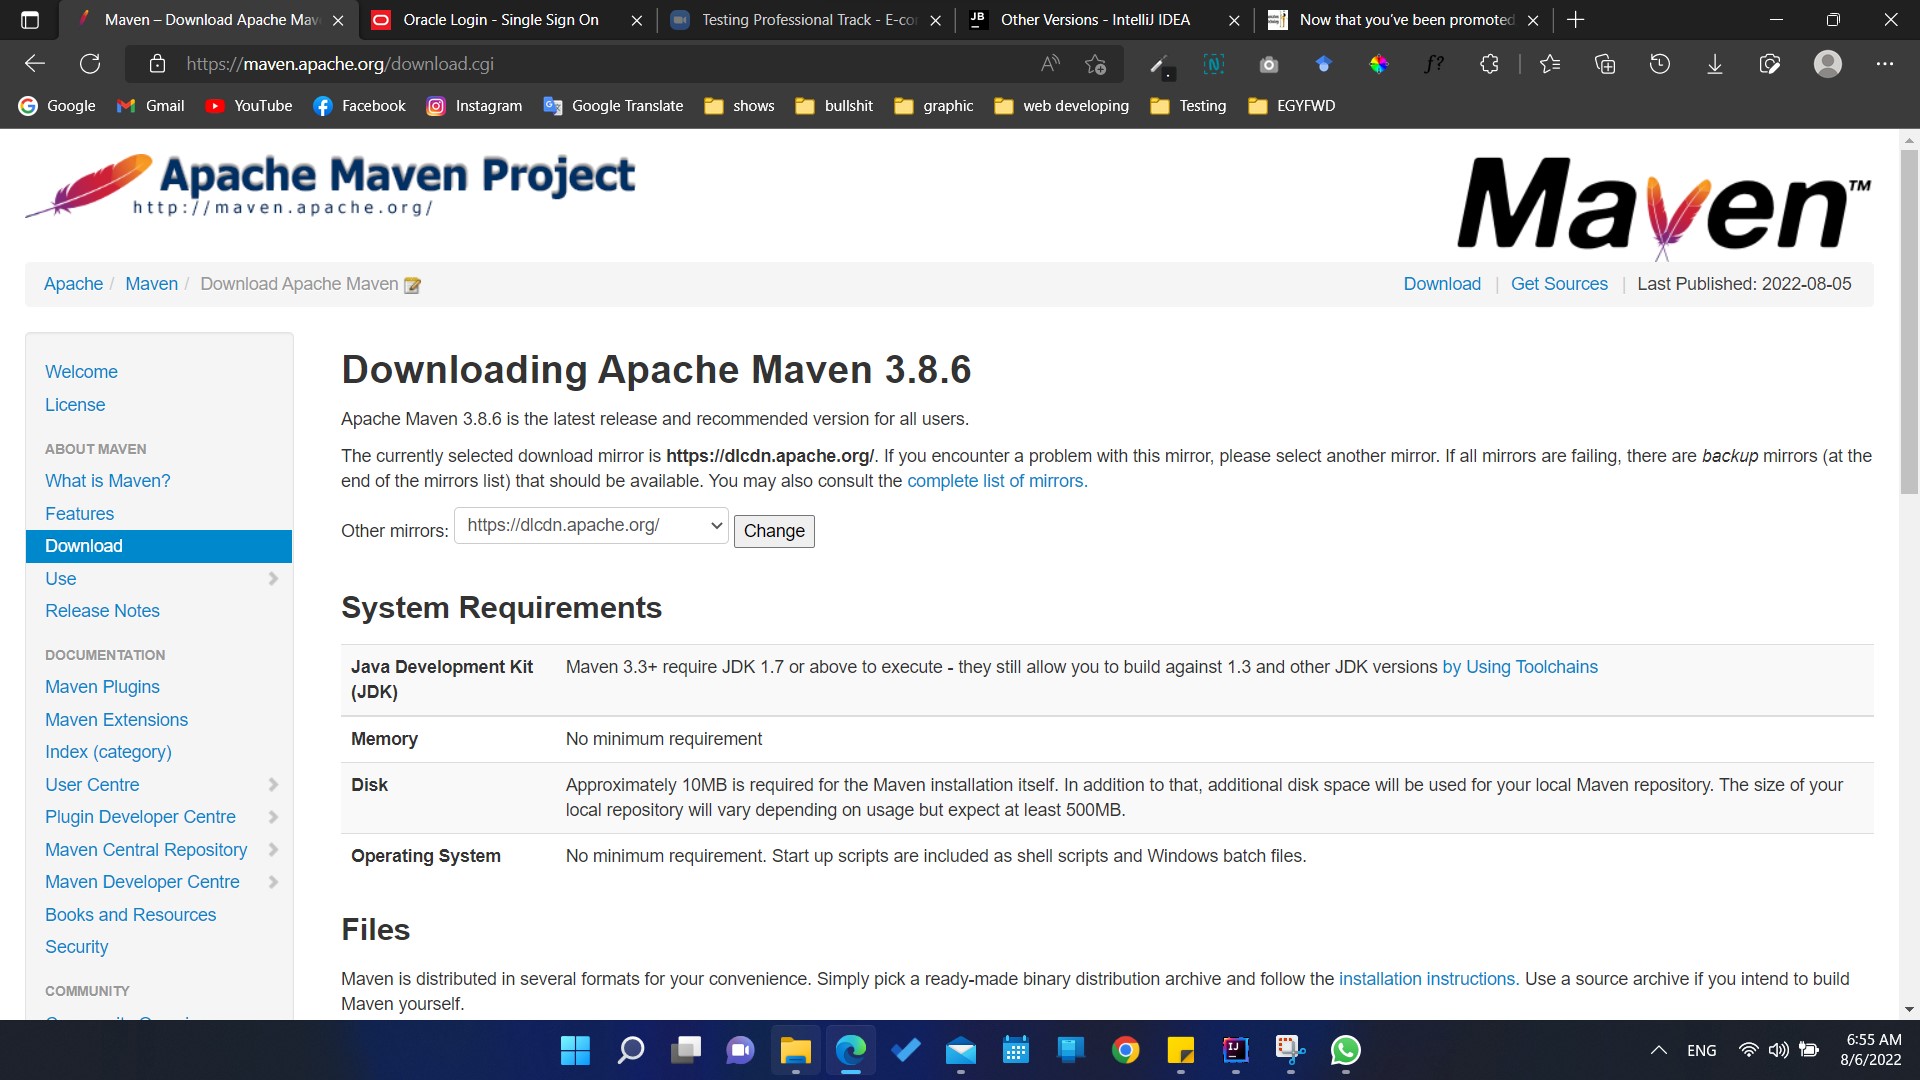 Maven – Download Apache Mav
Oracle Login - Single Sign On
Testing Professional Track - E-co
Other Versions - IntelliJ IDEA
Now that you've been promoted
https://maven.apache.org/download.cgi
Google
Gmail
YouTube
Facebook
Instagram
Google Translate
shows
bullshit
graphic
web developing
Testing
EGYFWD
Apache Maven Project
http://maven.apache.org/
Maven™
Apache / Maven / Download Apache Maven
Download | Get Sources | Last Published: 2022-08-05
Welcome
License
ABOUT MAVEN
What is Maven?
Features
Download
Use
Release Notes
DOCUMENTATION
Maven Plugins
Maven Extensions
Index (category)
User Centre
Plugin Developer Centre
Maven Central Repository
Maven Developer Centre
Books and Resources
Security
COMMUNITY
Downloading Apache Maven 3.8.6
Apache Maven 3.8.6 is the latest release and recommended version for all users.
The currently selected download mirror is https://dlcdn.apache.org/. If you encounter a problem with this mirror, please select another mirror. If all mirrors are failing, there are backup mirrors (at the
end of the mirrors list) that should be available. You may also consult the complete list of mirrors.
Other mirrors: https://dlcdn.apache.org/ Change
System Requirements
Java Development Kit
(JDK)
Maven 3.3+ require JDK 1.7 or above to execute - they still allow you to build against 1.3 and other JDK versions by Using Toolchains
Memory
No minimum requirement
Disk
Approximately 10MB is required for the Maven installation itself. In addition to that, additional disk space will be used for your local Maven repository. The size of your
local repository will vary depending on usage but expect at least 500MB.
Operating System
No minimum requirement. Start up scripts are included as shell scripts and Windows batch files.
Files
Maven is distributed in several formats for your convenience. Simply pick a ready-made binary distribution archive and follow the installation instructions. Use a source archive if you intend to build
Maven yourself.
ENG
6:55 AM
8/6/2022